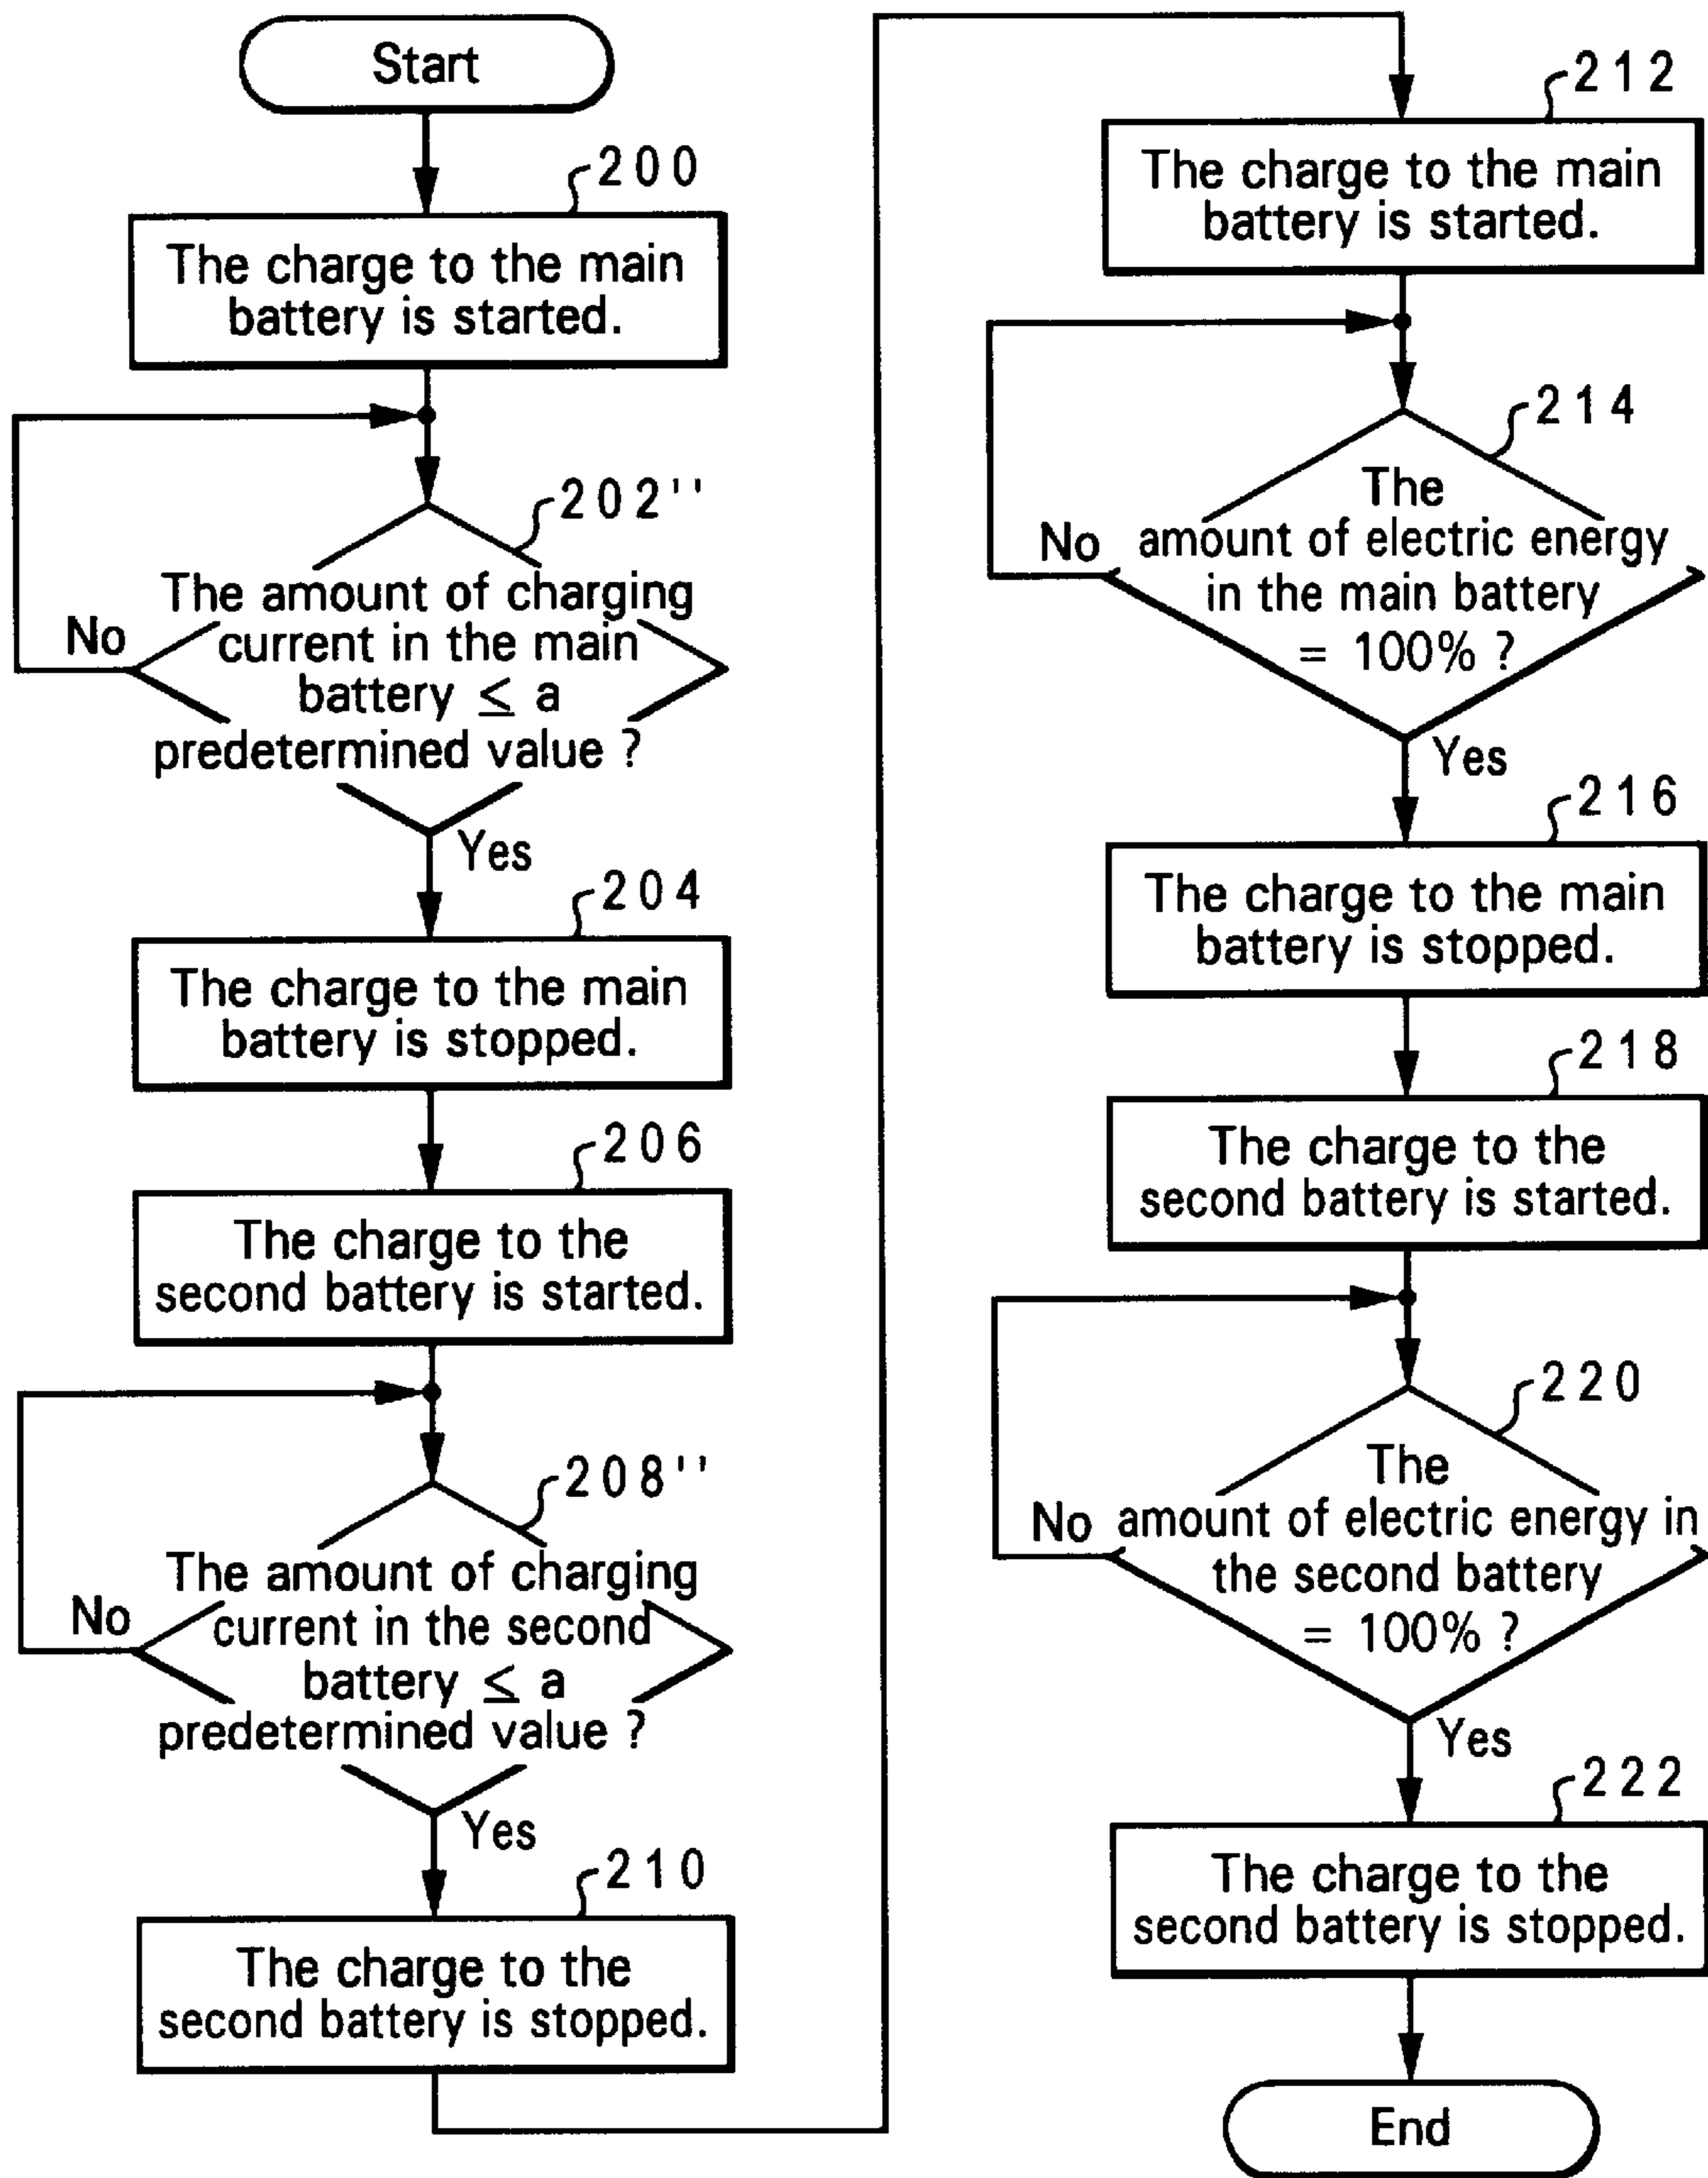 Start
200
The charge to the main
battery is started.
202''
The amount of charging
current in the main
battery ≤ a
predetermined value ?
No
Yes
204
The charge to the main
battery is stopped.
206
The charge to the
second battery is started.
208''
The amount of charging
current in the second
battery ≤ a
predetermined value ?
No
Yes
210
The charge to the
second battery is stopped.
212
The charge to the main
battery is started.
214
The
amount of electric energy
in the main battery
= 100% ?
No
Yes
216
The charge to the main
battery is stopped.
218
The charge to the
second battery is started.
220
The
amount of electric energy in
the second battery
= 100% ?
No
Yes
222
The charge to the
second battery is stopped.
End